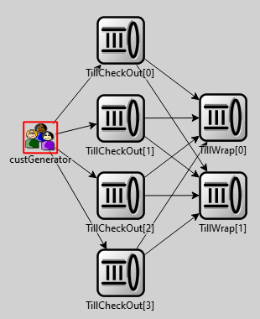 TillCheckOut[0]
TillCheckOut[1]
TillWrap[0]
custGenerator
TillCheckOut[2]
TillWrap[1]
TillCheckOut[3]